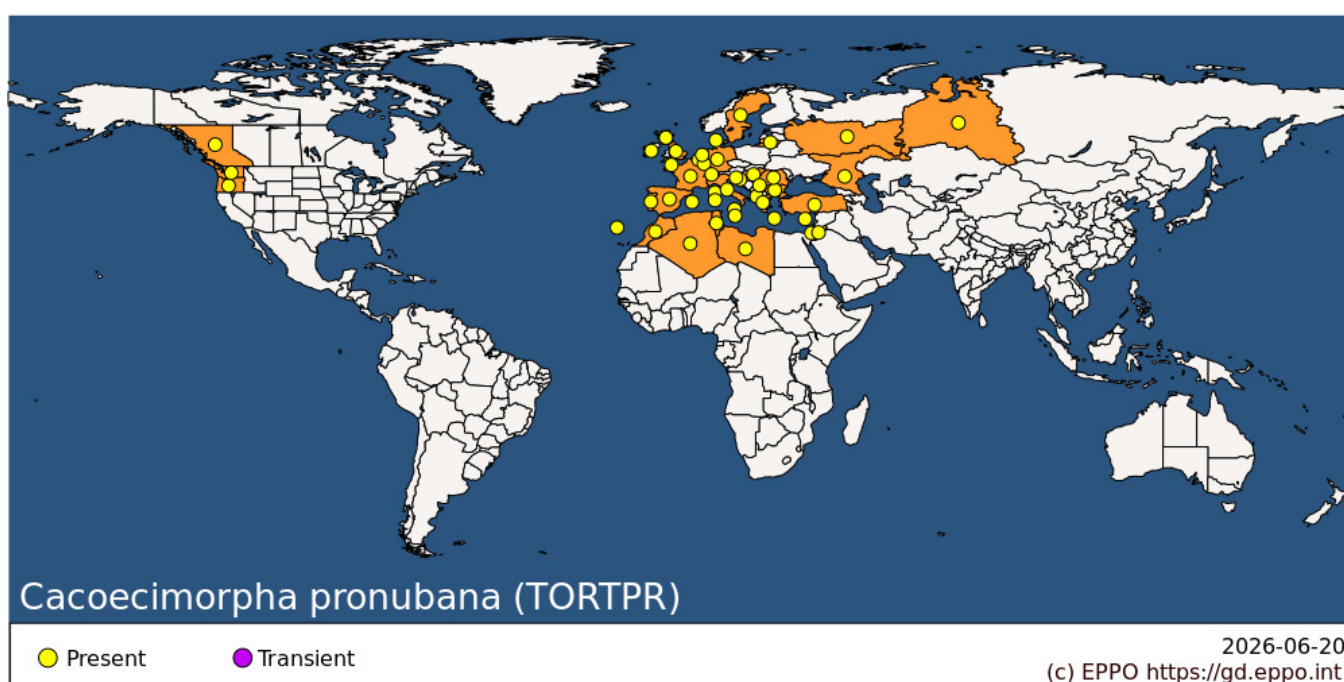 Cacoecimorpha pronubana (TORTPR)
Present
Transient
2026-06-20
(c) EPPO https://gd.eppo.int